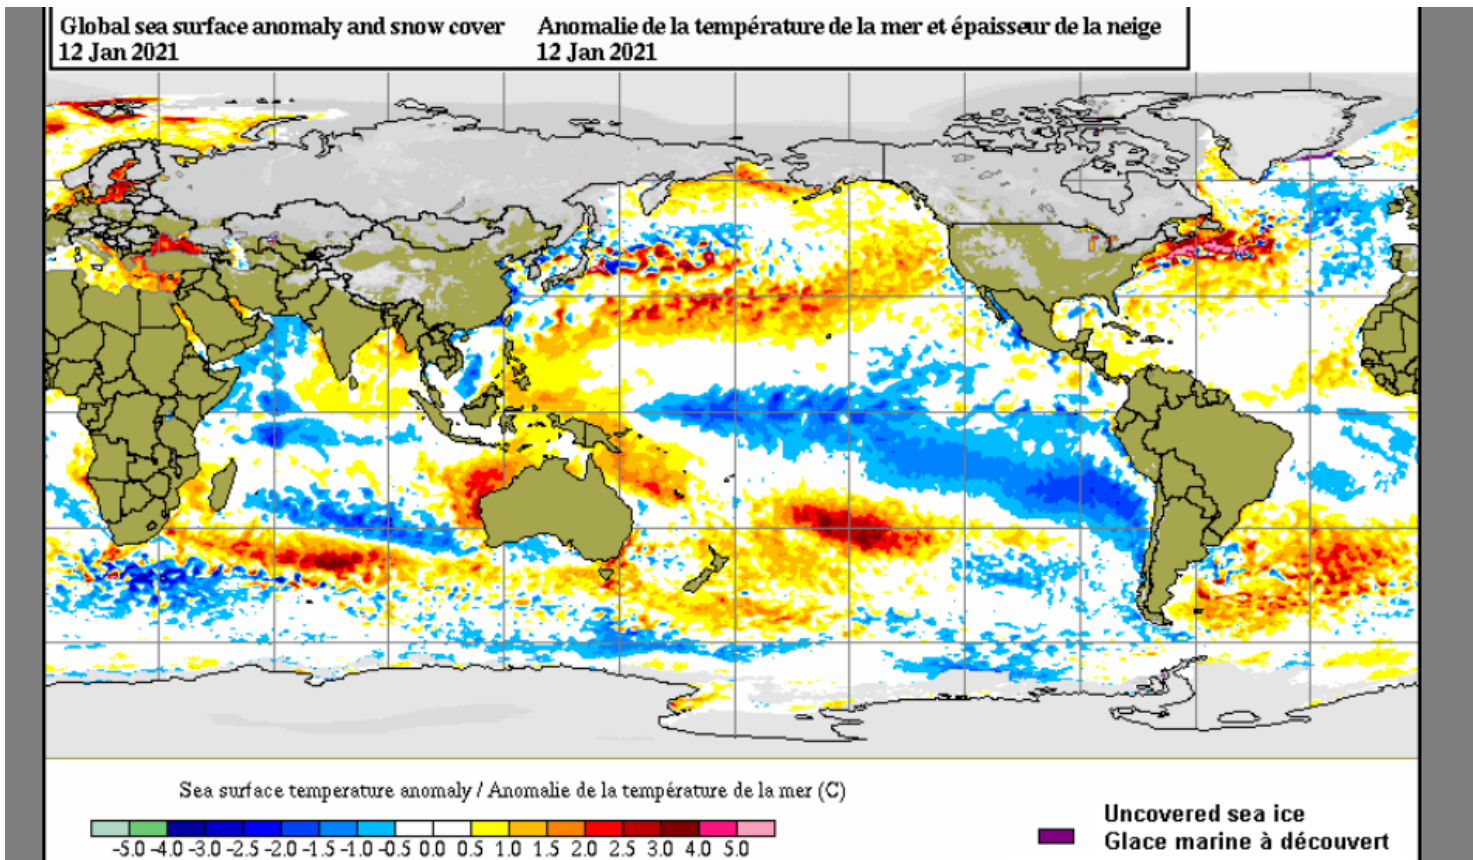 Global sea surface anomaly and snow cover Anomalie de la température de la mer et épaisseur de la neige
12 Jan 2021 12 Jan 2021
Sea surface temperature anomaly / Anomalie de la température de la mer (C)
-5.0 -4.0 -3.0 -2.5 -2.0 -1.5 -1.0 -0.5 0.0 0.5 1.0 1.5 2.0 2.5 3.0 4.0 5.0
Uncovered sea ice
Glace marine à découvert